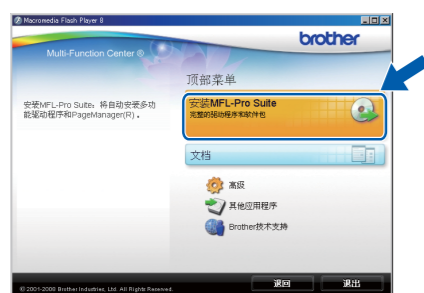 Macromedia Flash Player 8
brother
Multi-Function Center ®
顶部菜单
安装MFL-Pro Suite
完整的驱动程序和软件包
安装MFL-Pro Suite：将自动安装多功
能驱动程序和PageManager(R)。
文档
高级
其他应用程序
Brother技术支持
© 2001-2008 Brother Industries, Ltd. All Rights Reserved.
退回
退出